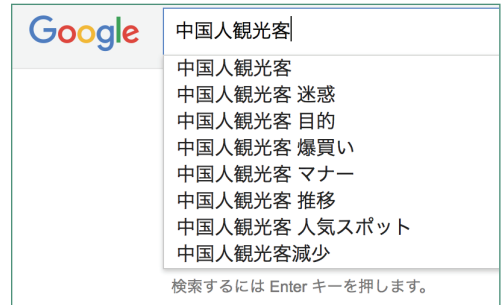 Google 中国人観光客
中国人観光客
中国人観光客 迷惑
中国人観光客 目的
中国人観光客 爆買い
中国人観光客 マナー
中国人観光客 推移
中国人観光客 人気スポット
中国人観光客減少
検索するには Enter キーを押します。